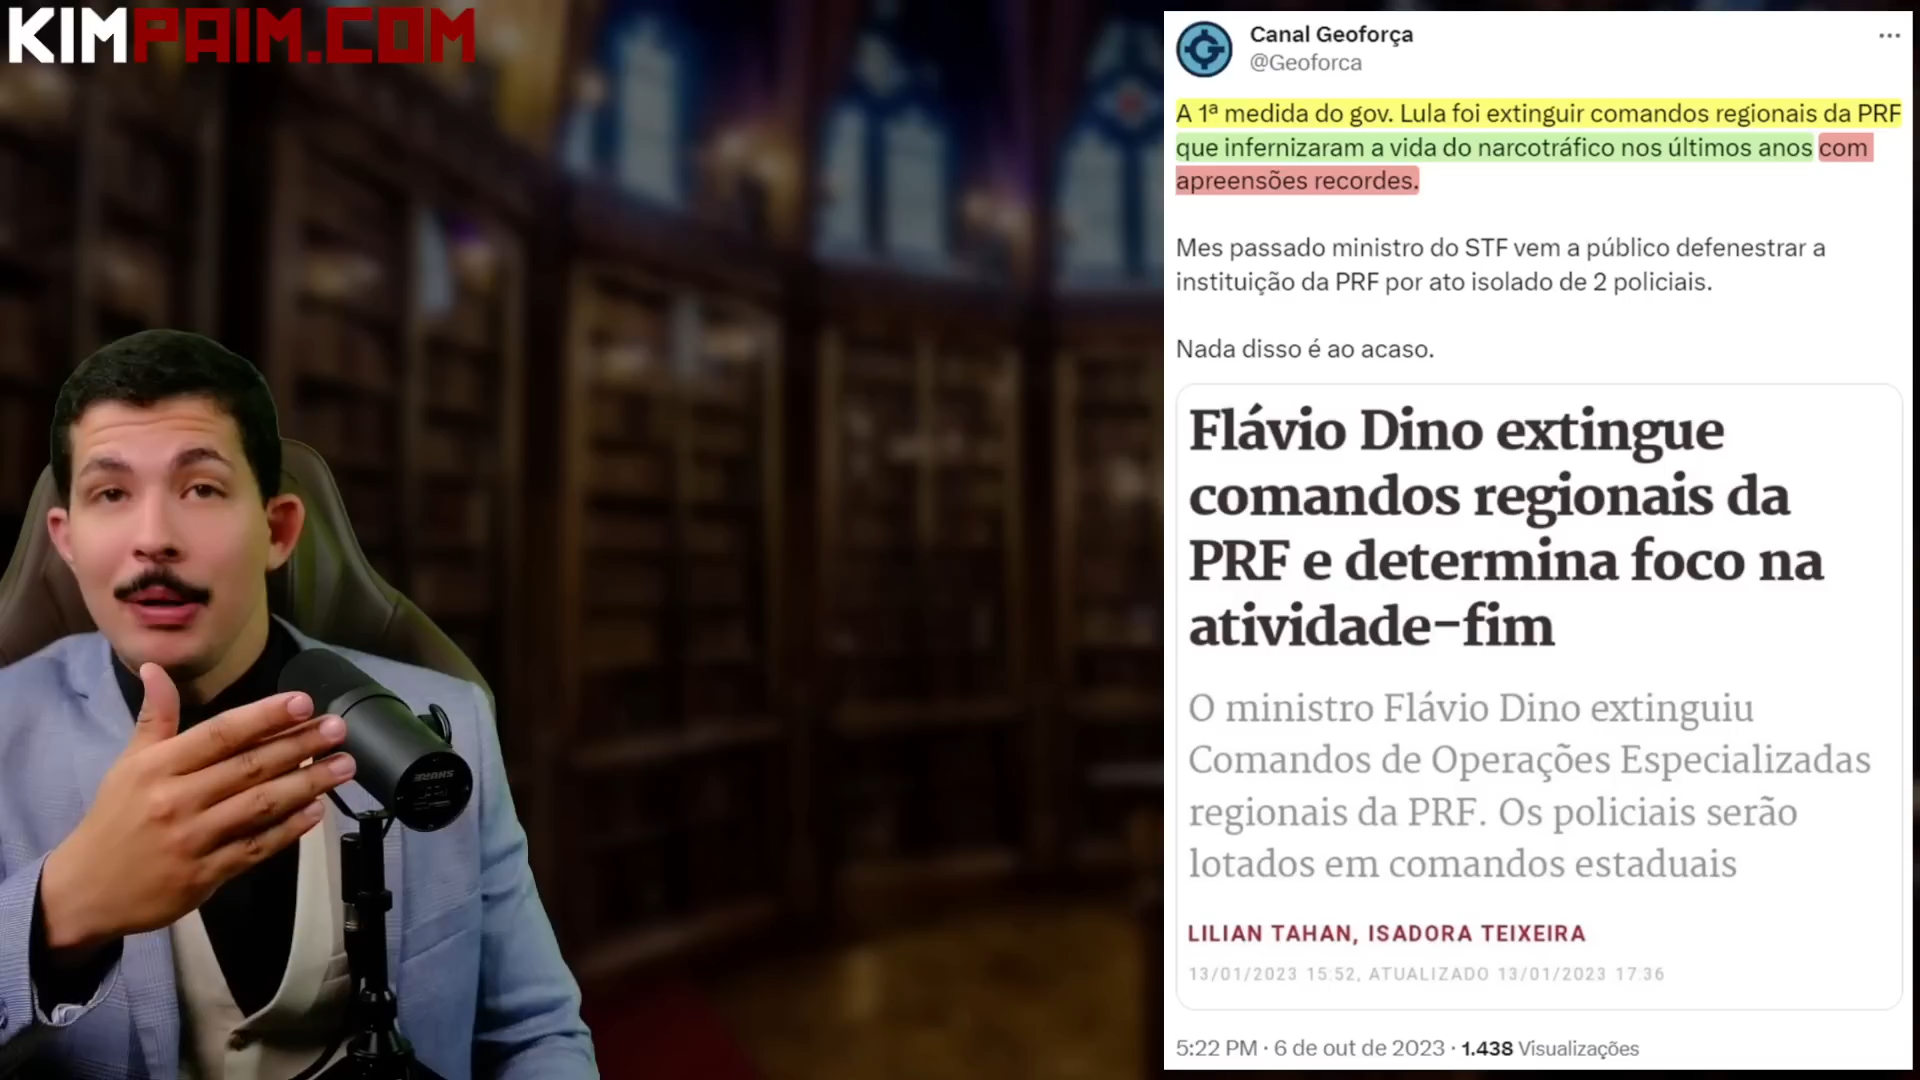 KIMPAIM.COM
Canal Geoforça
@Geoforca
A 1ª medida do gov. Lula foi extinguir comandos regionais da PRF
que infernizaram a vida do narcotráfico nos últimos anos com
apreensões recordes.
Mes passado ministro do STF vem a público defenestrar a
instituição da PRF por ato isolado de 2 policiais.
Nada disso é ao acaso.
Flávio Dino extingue
comandos regionais da
PRF e determina foco na
atividade-fim
O ministro Flávio Dino extinguiu
Comandos de Operações Especializadas
regionais da PRF. Os policiais serão
lotados em comandos estaduais
LILIAN TAHAN, ISADORA TEIXEIRA
13/01/2023 15:52, ATUALIZADO 13/01/2023 17:36
5:22 PM · 6 de out de 2023 · 1.438 Visualizações
SHURE